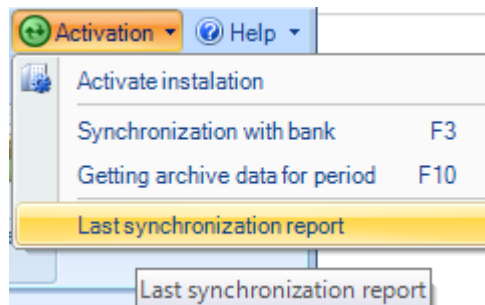 Activation Help
Activate instalation
Synchronization with bank F3
Getting archive data for period F10
Last synchronization report
Last synchronization report